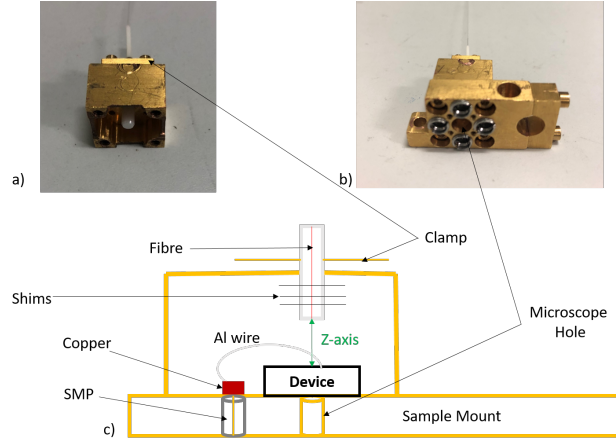 a)
b)
Fibre
Clamp
Shims
Microscope
Hole
Al wire
Z-axis
Copper
Device
SMP
Sample Mount
c)